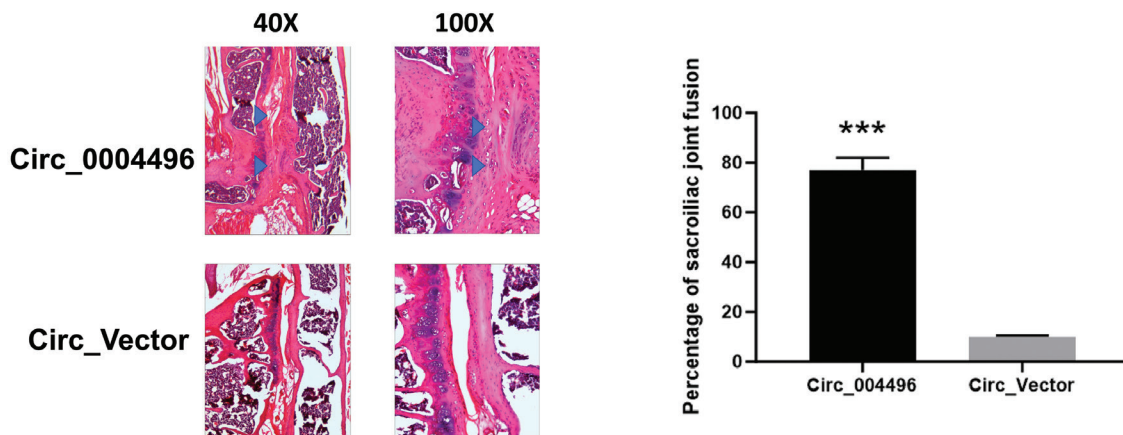 40X
100X
Circ_0004496
Circ_Vector
Percentage of sacroiliac joint fusion
100
80
60
40
20
0
***
Circ_004496
Circ_Vector